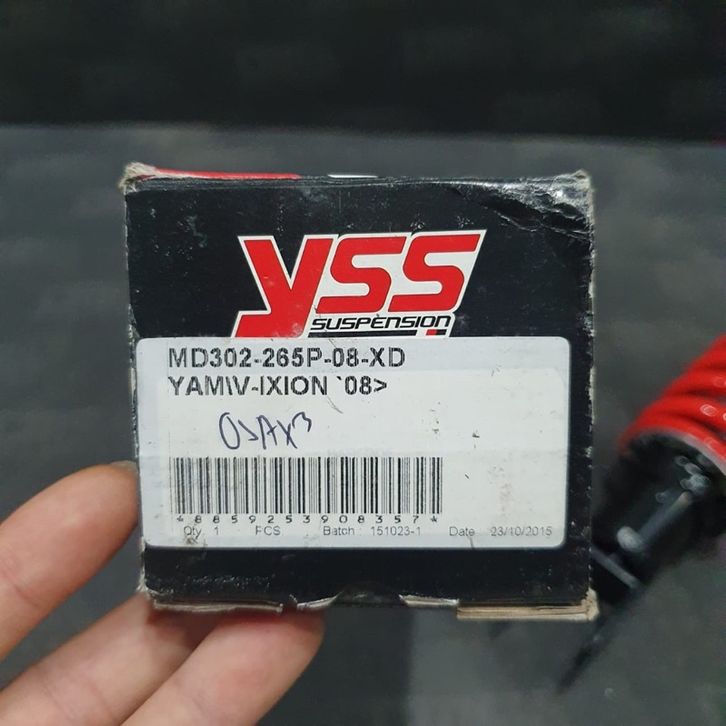 YSS
SUSPENSION
MD302-265P-08-XD
YAM\V-IXION `08>
*8859253908357*
Qty 1 PCS Batch 151023-1 Date 23/10/2015